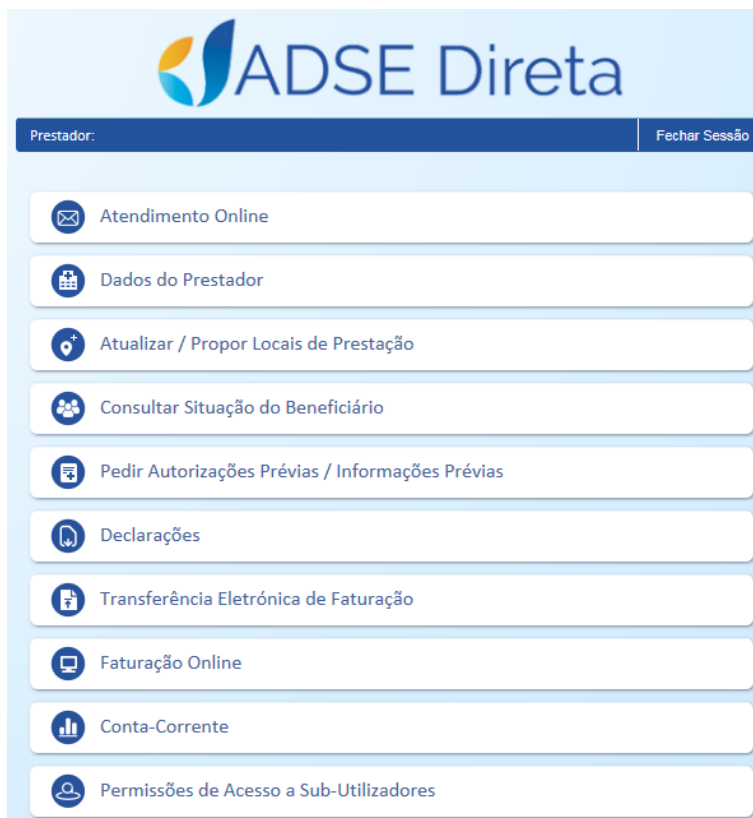 ADSE Direta
Prestador:
Fechar Sessão
Atendimento Online
Dados do Prestador
Atualizar / Propor Locais de Prestação
Consultar Situação do Beneficiário
Pedir Autorizações Prévias / Informações Prévias
Declarações
Transferência Eletrónica de Faturação
Faturação Online
Conta-Corrente
Permissões de Acesso a Sub-Utilizadores